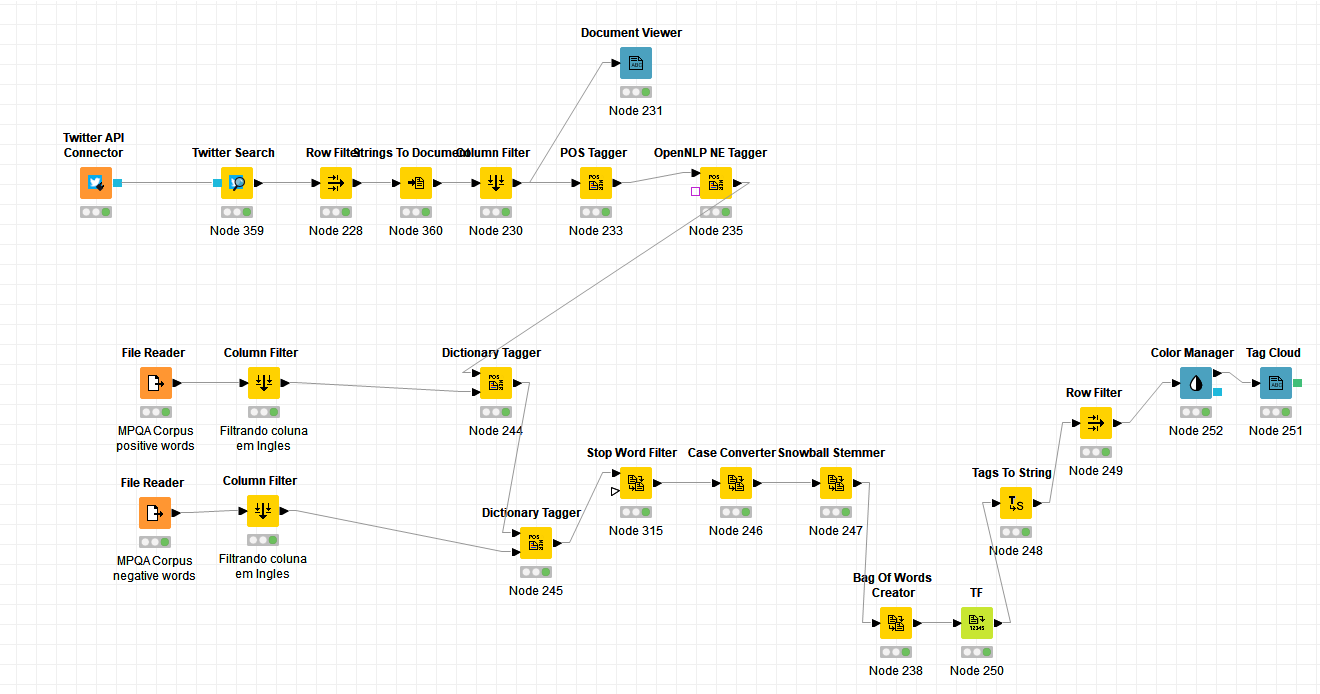 Document Viewer
Node 231
Twitter API
Connector
Twitter Search
Node 359
Row Filter
Node 228
Strings To Document
Node 360
Column Filter
Node 230
POS Tagger
Node 233
OpenNLP NE Tagger
Node 235
File Reader
MPQA Corpus
positive words
Column Filter
Filtrando coluna
em Ingles
Dictionary Tagger
Node 244
File Reader
MPQA Corpus
negative words
Column Filter
Filtrando coluna
em Ingles
Dictionary Tagger
Node 245
Stop Word Filter
Node 315
Case Converter
Node 246
Snowball Stemmer
Node 247
Bag Of Words
Creator
Node 238
TF
Node 250
Tags To String
Node 248
Row Filter
Node 249
Color Manager
Node 252
Tag Cloud
Node 251